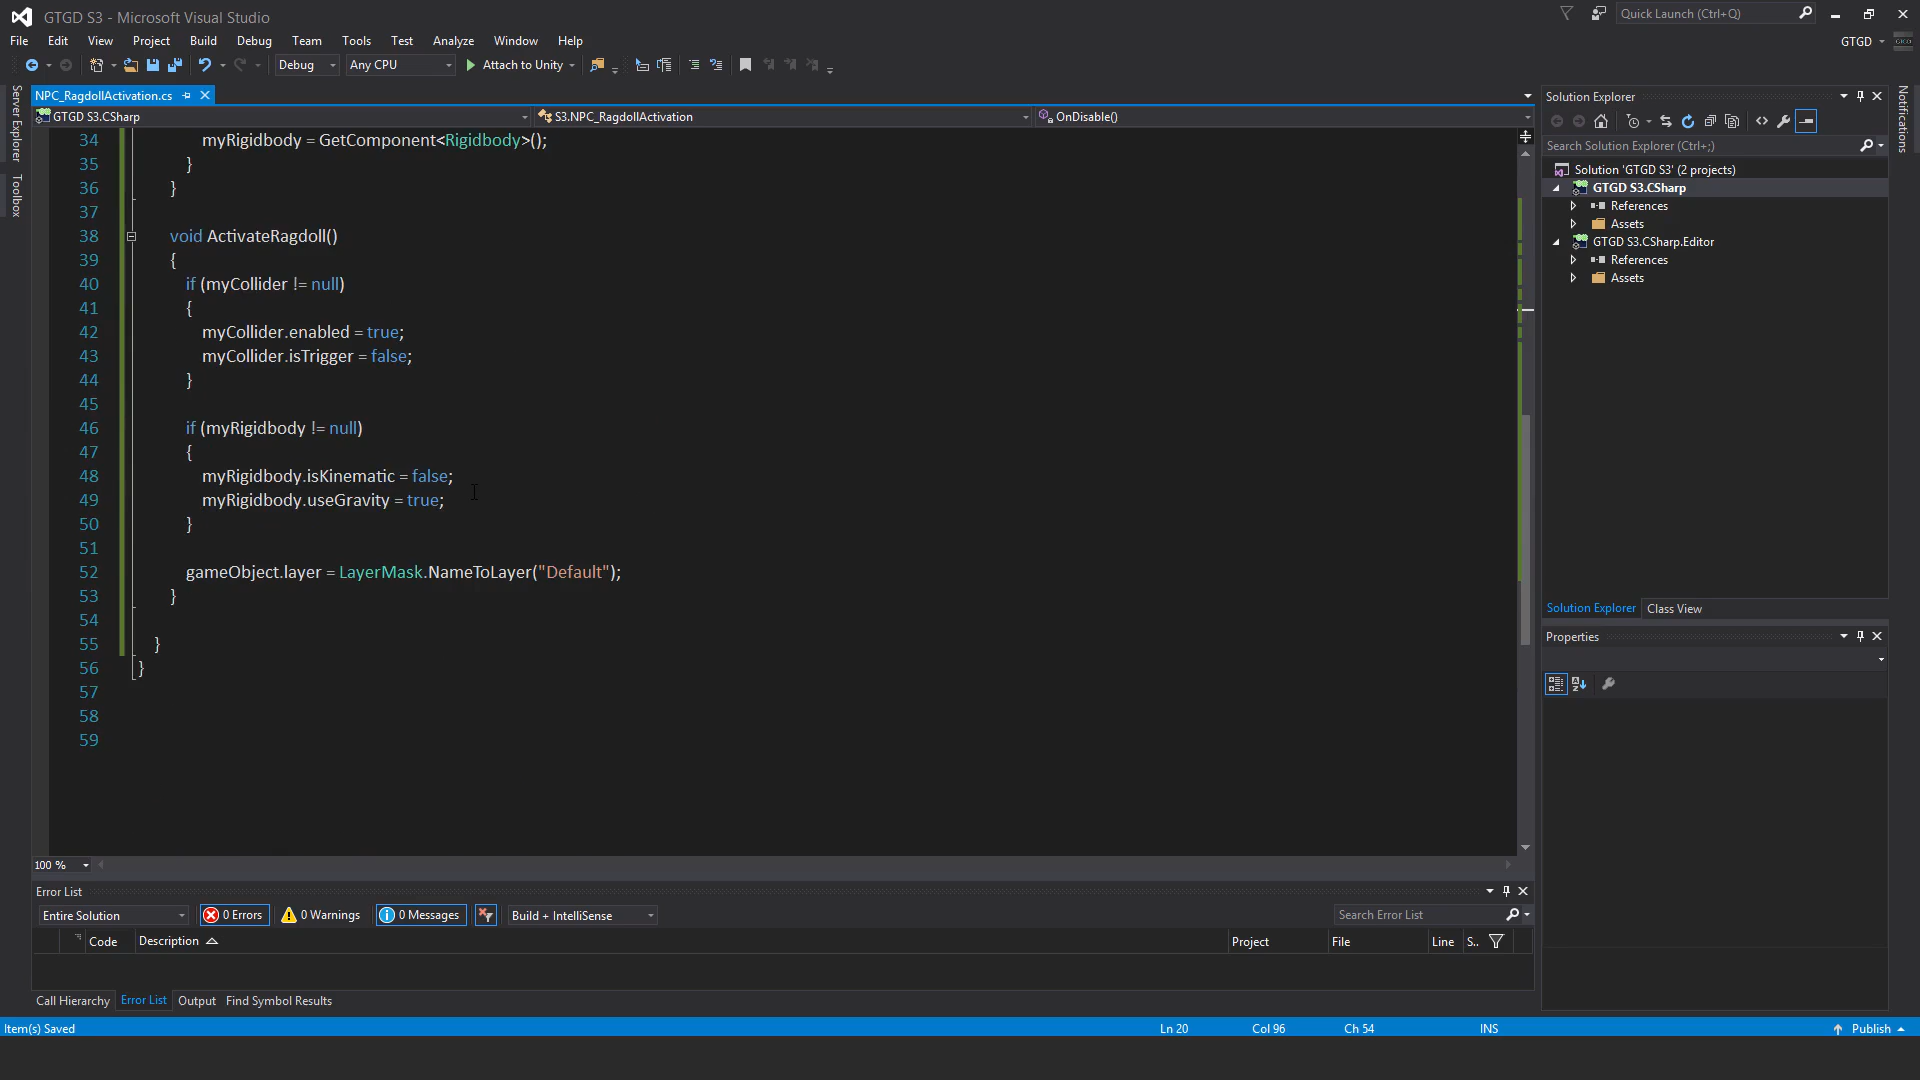 GTGD S3 - Microsoft Visual Studio
Quick Launch (Ctrl+Q)
File Edit View Project Build Debug Team Tools Test Analyze Window Help
GTGD
Debug Any CPU Attach to Unity
Server Explorer
Toolbox
Notifications
NPC_RagdollActivation.cs
GTGD S3.CSharp S3.NPC_RagdollActivation OnDisable()
34 myRigidbody = GetComponent<Rigidbody>();
35 }
36 }
37
38 void ActivateRagdoll()
39 {
40 if (myCollider != null)
41 {
42 myCollider.enabled = true;
43 myCollider.isTrigger = false;
44 }
45
46 if (myRigidbody != null)
47 {
48 myRigidbody.isKinematic = false;
49 myRigidbody.useGravity = true;
50 }
51
52 gameObject.layer = LayerMask.NameToLayer("Default");
53 }
54
55 }
56 }
57
58
59
100 %
Solution Explorer
Search Solution Explorer (Ctrl+;)
Solution 'GTGD S3' (2 projects)
GTGD S3.CSharp
References
Assets
GTGD S3.CSharp.Editor
References
Assets
Solution Explorer Class View
Properties
Error List
Entire Solution 0 Errors 0 Warnings 0 Messages Build + IntelliSense Search Error List
Code Description Project File Line S..
Call Hierarchy Error List Output Find Symbol Results
Item(s) Saved Ln 20 Col 96 Ch 54 INS Publish